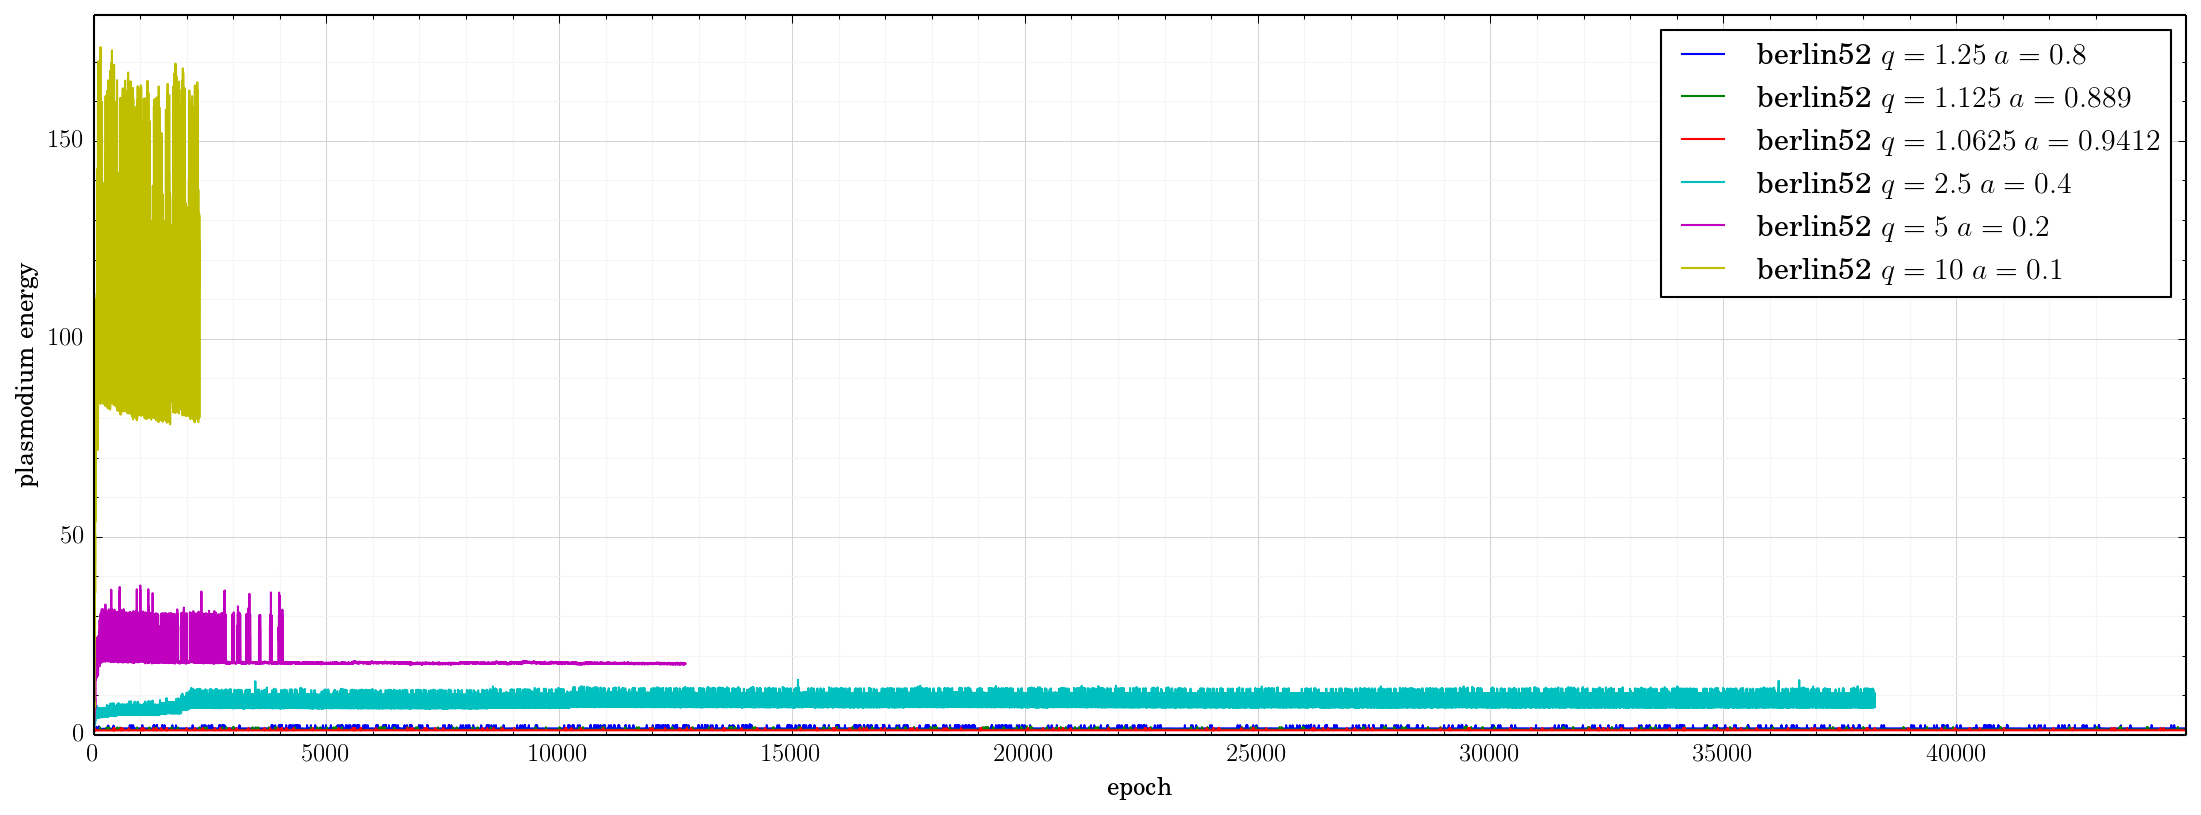 berlin52 q = 1.25 a = 0.8
berlin52 q = 1.125 a = 0.889
berlin52 q = 1.0625 a = 0.9412
berlin52 q = 2.5 a = 0.4
berlin52 q = 5 a = 0.2
berlin52 q = 10 a = 0.1
plasmodium energy
150
100
50
0
0 5000 10000 15000 20000 25000 30000 35000 40000
epoch